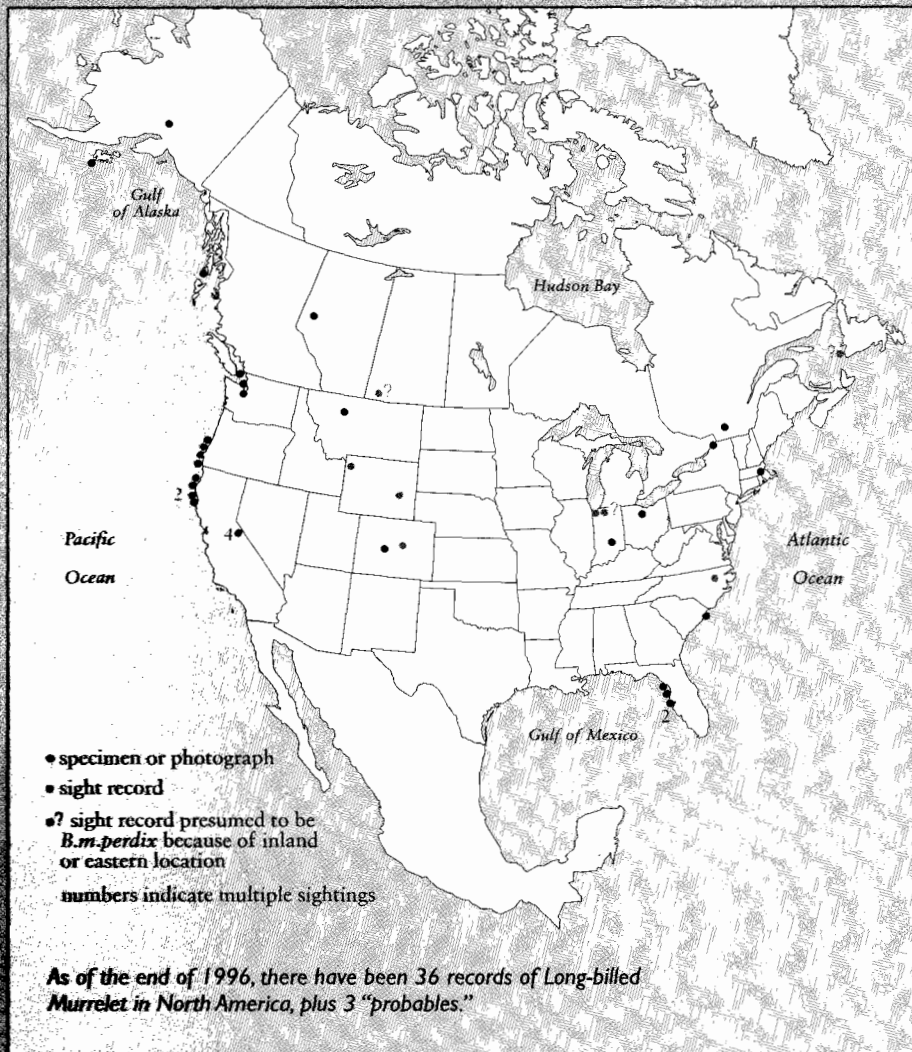 Gulf
of Alaska
Hudson Bay
?
2
4
Pacific
Ocean
Atlantic
Ocean
?
?
2
Gulf of Mexico
• specimen or photograph
• sight record
•? sight record presumed to be
B.m.perdix because of inland
or eastern location
numbers indicate multiple sightings
As of the end of 1996, there have been 36 records of Long-billed
Murrelet in North America, plus 3 "probables."